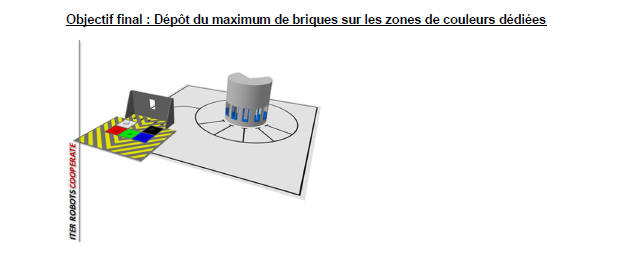 Objectif final : Dépôt du maximum de briques sur les zones de couleurs dédiées
ITER ROBOTS COOPERATE